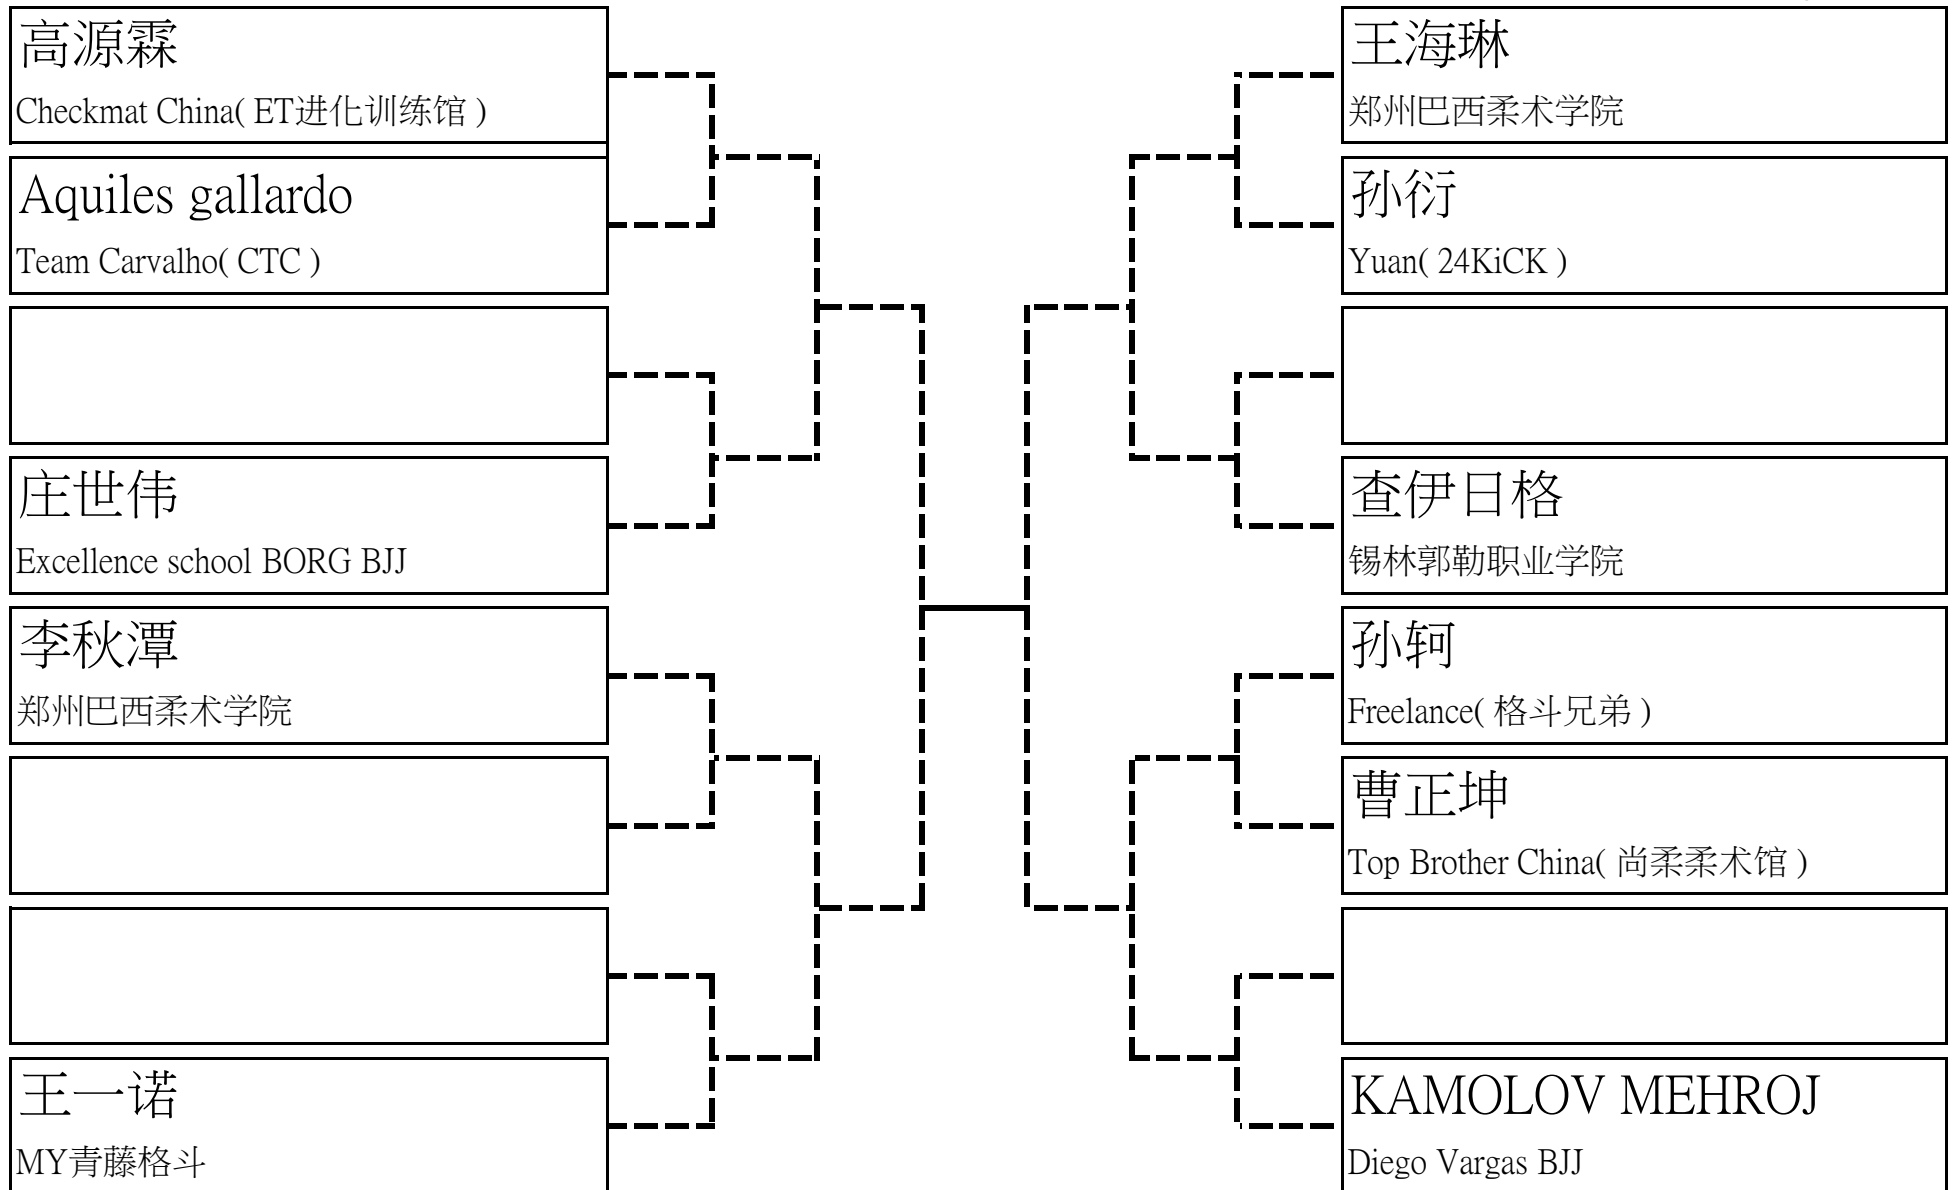 高源霖
Checkmat China( ET进化训练馆 )
Aquiles gallardo
Team Carvalho( CTC )
庄世伟
Excellence school BORG BJJ
李秋潭
郑州巴西柔术学院
王一诺
MY青藤格斗
王海琳
郑州巴西柔术学院
孙衍
Yuan( 24KiCK )
查伊日格
锡林郭勒职业学院
孙轲
Freelance( 格斗兄弟 )
曹正坤
Top Brother China( 尚柔柔术馆 )
KAMOLOV MEHROJ
Diego Vargas BJJ